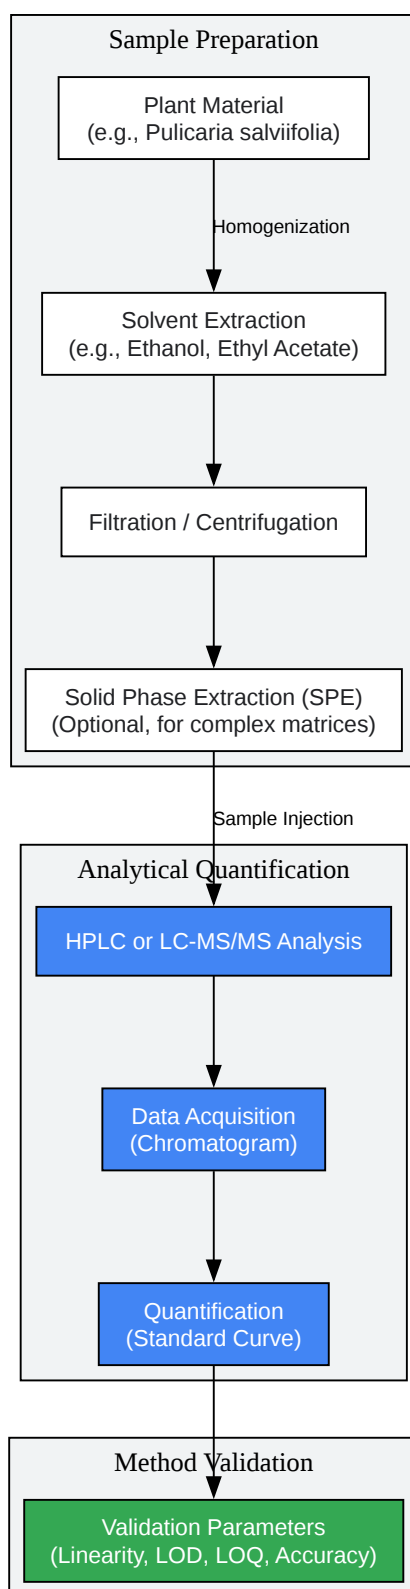 Sample Preparation
Plant Material
(e.g., Pulicaria salviifolia)
Homogenization
Solvent Extraction
(e.g., Ethanol, Ethyl Acetate)
Filtration / Centrifugation
Solid Phase Extraction (SPE)
(Optional, for complex matrices)
Sample Injection
Analytical Quantification
HPLC or LC-MS/MS Analysis
Data Acquisition
(Chromatogram)
Quantification
(Standard Curve)
Method Validation
Validation Parameters
(Linearity, LOD, LOQ, Accuracy)